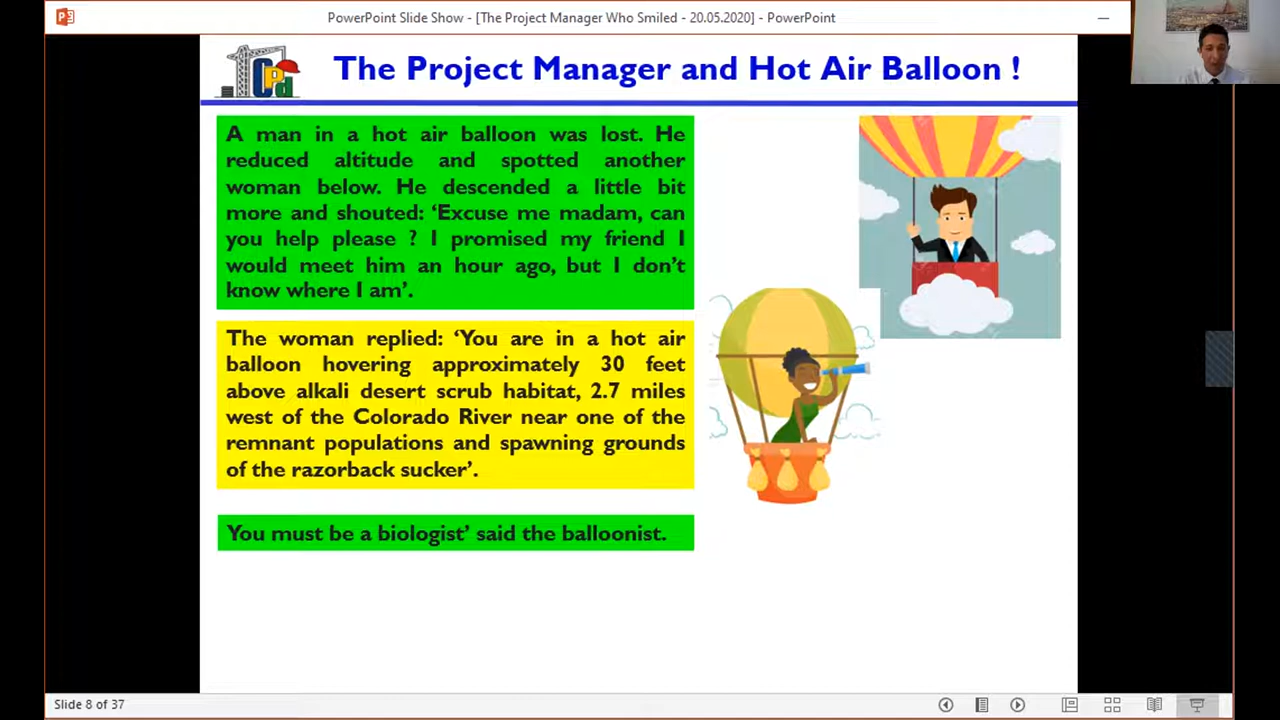 PowerPoint Slide Show - [The Project Manager Who Smiled - 20.05.2020] - PowerPoint
CPd
The Project Manager and Hot Air Balloon !
A man in a hot air balloon was lost. He
reduced altitude and spotted another
woman below. He descended a little bit
more and shouted: ‘Excuse me madam, can
you help please ? I promised my friend I
would meet him an hour ago, but I don’t
know where I am’.
The woman replied: ‘You are in a hot air
balloon hovering approximately 30 feet
above alkali desert scrub habitat, 2.7 miles
west of the Colorado River near one of the
remnant populations and spawning grounds
of the razorback sucker’.
You must be a biologist’ said the balloonist.
Slide 8 of 37